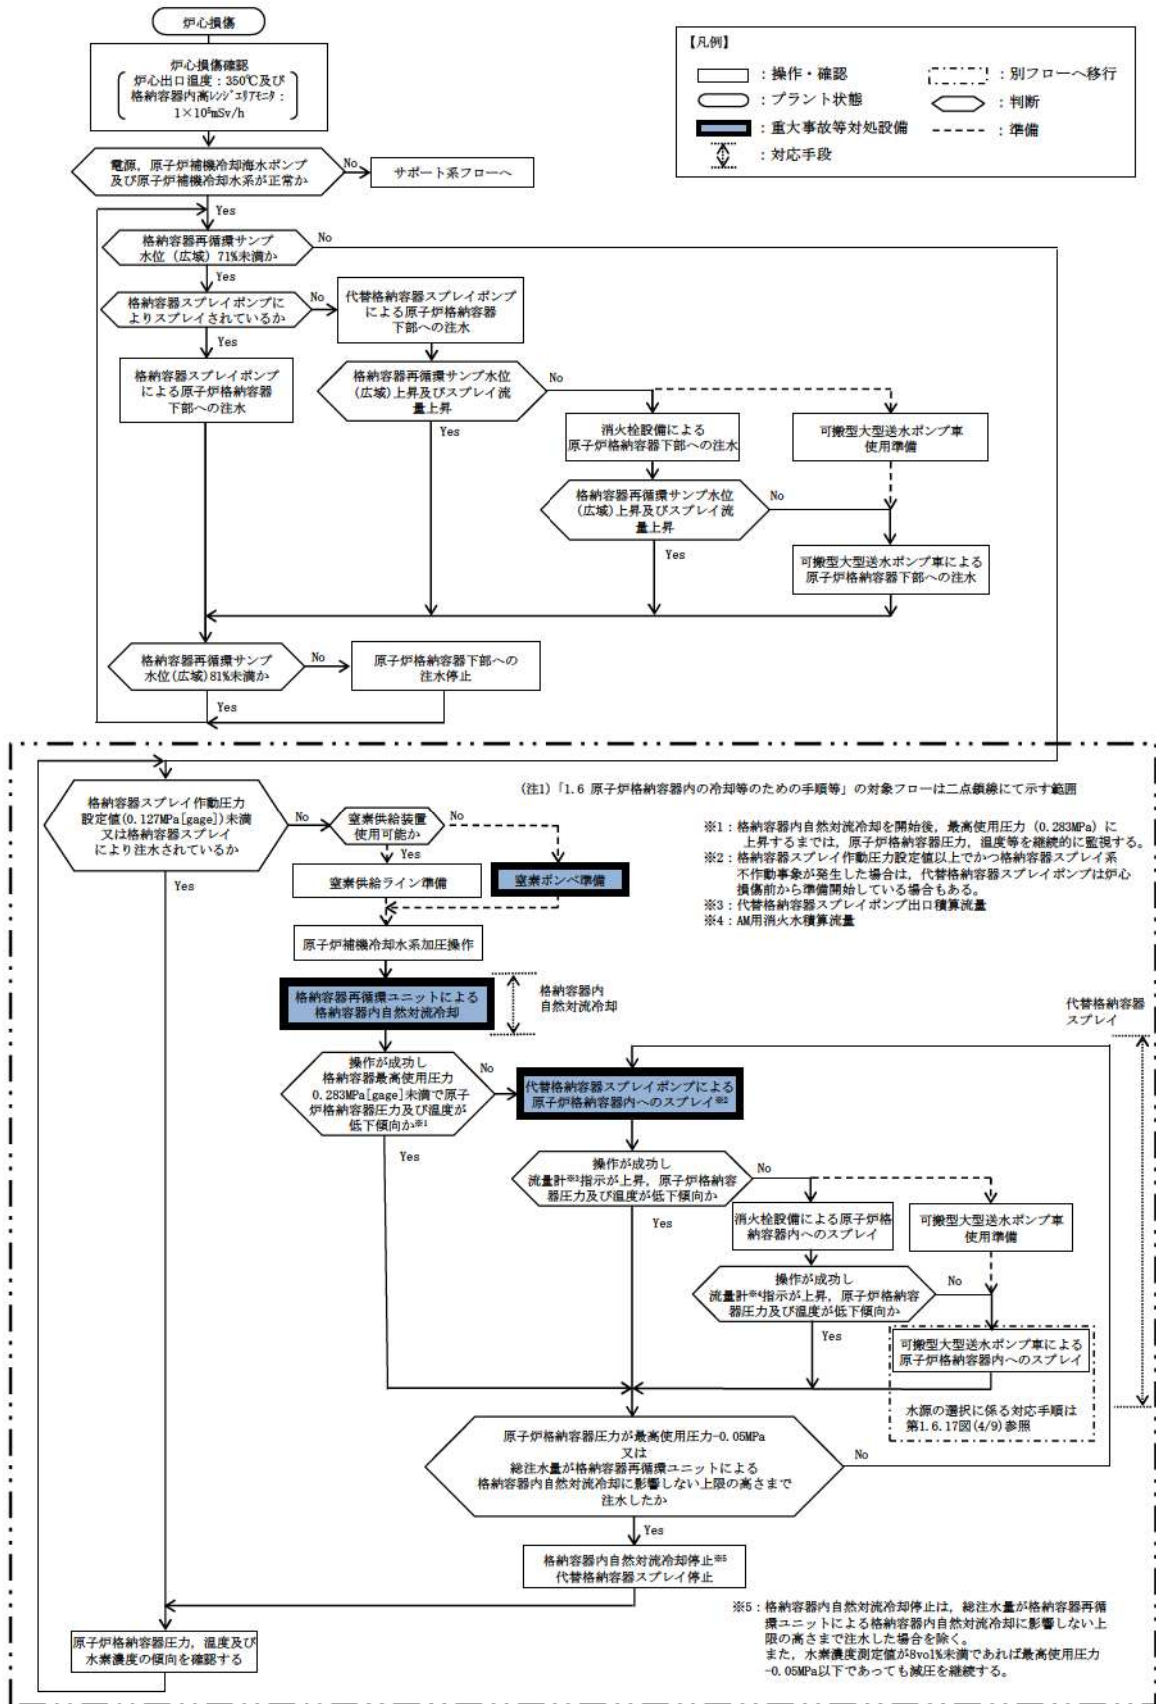 炉心損傷
炉心損傷確認
炉心出口温度：350℃及び
格納容器内高ﾚﾝｼﾞｴﾘｱﾓﾆﾀ：
1×10⁵mSv/h
【凡例】
：操作・確認
：別フローへ移行
：プラント状態
：判断
：重大事故等対処設備
：準備
：対応手段
電源，原子炉補機冷却海水ポンプ
及び原子炉補機冷却水系が正常か
No
サポート系フローへ
Yes
格納容器再循環サンプ
水位（広域）71%未満か
No
Yes
格納容器スプレイポンプに
よりスプレイされているか
No
代替格納容器スプレイポンプ
による原子炉格納容器
下部への注水
Yes
格納容器スプレイポンプ
による原子炉格納容器
下部への注水
格納容器再循環サンプ水位
(広域)上昇及びスプレイ流
量上昇
No
Yes
消火栓設備による
原子炉格納容器下部への注水
可搬型大型送水ポンプ車
使用準備
格納容器再循環サンプ水位
(広域)上昇及びスプレイ流
量上昇
No
Yes
可搬型大型送水ポンプ車による
原子炉格納容器下部への注水
格納容器再循環サンプ
水位(広域)81%未満か
No
原子炉格納容器下部への
注水停止
Yes
(注1)「1.6 原子炉格納容器内の冷却等のための手順等」の対象フローは二点鎖線にて示す範囲
格納容器スプレイ作動圧力
設定値(0.127MPa[gage])未満
又は格納容器スプレイ
により注水されているか
No
Yes
窒素供給装置
使用可能か
No
Yes
窒素供給ライン準備
窒素ボンベ準備
※1：格納容器内自然対流冷却を開始後，最高使用圧力（0.283MPa）に
上昇するまでは，原子炉格納容器圧力，温度等を継続的に監視する。
※2：格納容器スプレイ作動圧力設定値以上でかつ格納容器スプレイ系
不作動事象が発生した場合は，代替格納容器スプレイポンプは炉心
損傷前から準備開始している場合もある。
※3：代替格納容器スプレイポンプ出口積算流量
※4：AM用消火水積算流量
原子炉補機冷却水系加圧操作
格納容器再循環ユニットによる
格納容器内自然対流冷却
格納容器内
自然対流冷却
代替格納容器
スプレイ
操作が成功し
格納容器最高使用圧力
0.283MPa[gage]未満で原子
炉格納容器圧力及び温度が
低下傾向か※1
No
Yes
代替格納容器スプレイポンプによる
原子炉格納容器内へのスプレイ※2
操作が成功し
流量計※3指示が上昇，原子炉格納容
器圧力及び温度が低下傾向か
No
Yes
消火栓設備による原子炉格
納容器内へのスプレイ
可搬型大型送水ポンプ車
使用準備
操作が成功し
流量計※4指示が上昇，原子炉格納容
器圧力及び温度が低下傾向か
No
Yes
可搬型大型送水ポンプ車による
原子炉格納容器内へのスプレイ
水源の選択に係る対応手順は
第1.6.17図(4/9)参照
原子炉格納容器圧力が最高使用圧力-0.05MPa
又は
総注水量が格納容器再循環ユニットによる
格納容器内自然対流冷却に影響しない上限の高さまで
注水したか
No
Yes
格納容器内自然対流冷却停止※5
代替格納容器スプレイ停止
※5：格納容器内自然対流冷却停止は，総注水量が格納容器再循
環ユニットによる格納容器内自然対流冷却に影響しない上
限の高さまで注水した場合を除く。
また，水素濃度測定値が8vol%未満であれば最高使用圧力
-0.05MPa以下であっても減圧を継続する。
原子炉格納容器圧力，温度及び
水素濃度の傾向を確認する